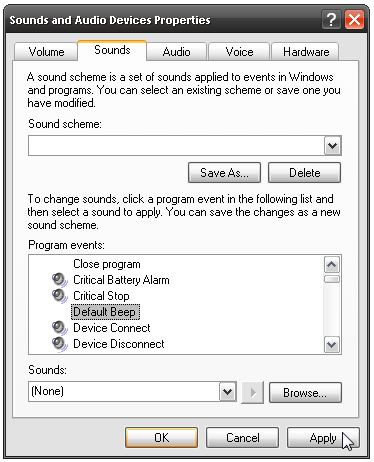 Sounds and Audio Devices Properties
Volume Sounds Audio Voice Hardware
A sound scheme is a set of sounds applied to events in Windows
and programs. You can select an existing scheme or save one you
have modified.
Sound scheme:
Save As... Delete
To change sounds, click a program event in the following list and
then select a sound to apply. You can save the changes as a new
sound scheme.
Program events:
Close program
Critical Battery Alarm
Critical Stop
Default Beep
Device Connect
Device Disconnect
Sounds:
(None) Browse...
OK Cancel Apply